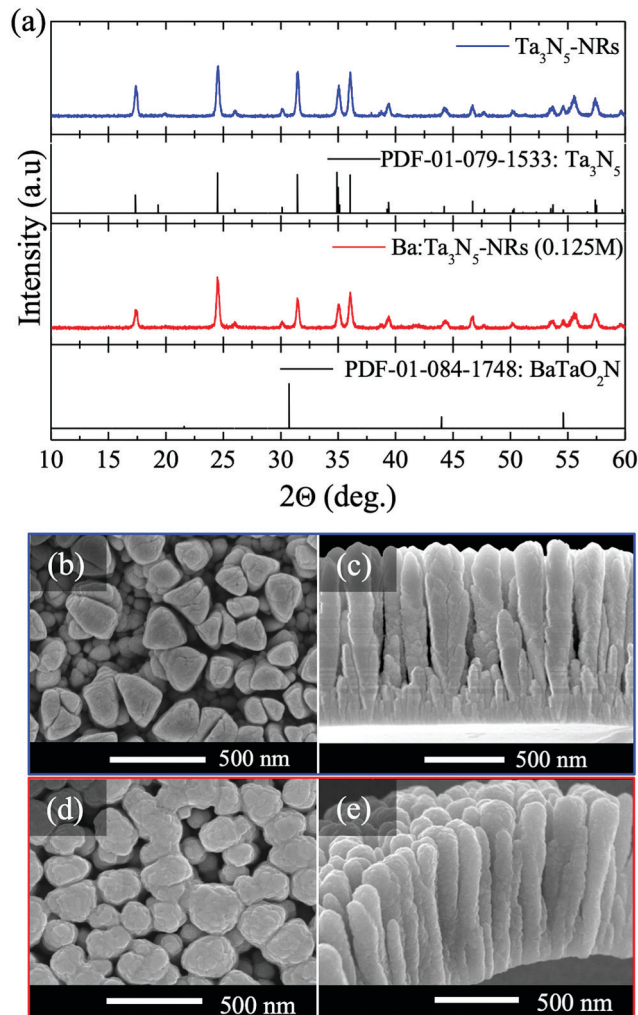 (a)
Ta₃N₅-NRs
PDF-01-079-1533: Ta₃N₅
Ba:Ta₃N₅-NRs (0.125M)
PDF-01-084-1748: BaTaO₂N
Intensity (a.u)
10 15 20 25 30 35 40 45 50 55 60
2Θ (deg.)
(b)
500 nm
(c)
500 nm
(d)
500 nm
(e)
500 nm